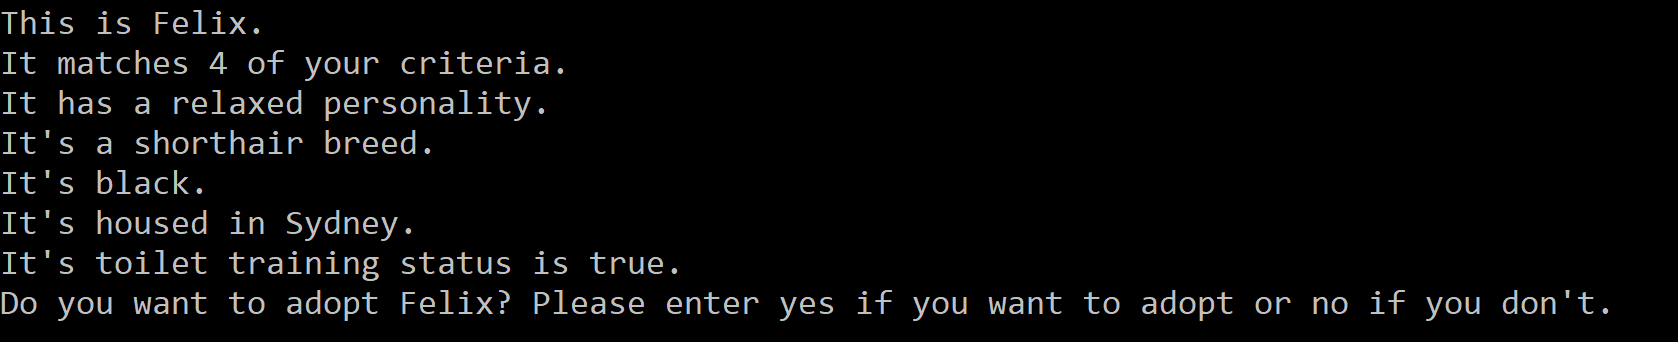 This is Felix.
It matches 4 of your criteria.
It has a relaxed personality.
It's a shorthair breed.
It's black.
It's housed in Sydney.
It's toilet training status is true.
Do you want to adopt Felix? Please enter yes if you want to adopt or no if you don't.